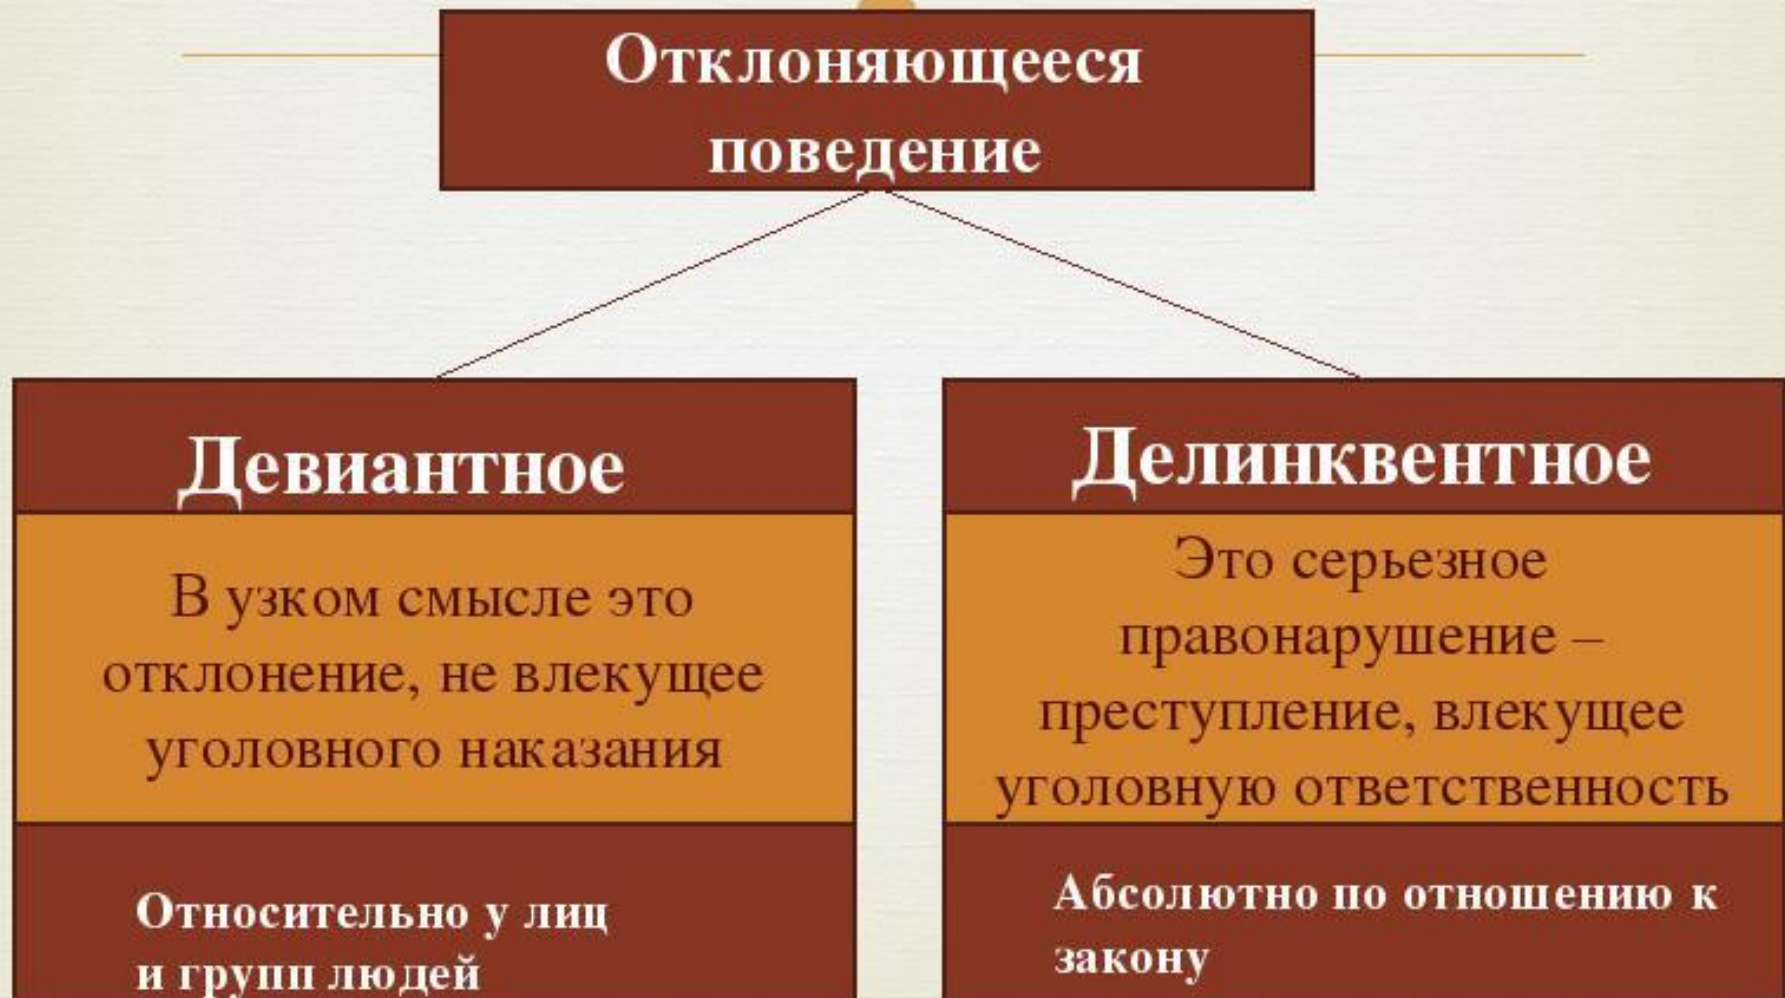 Отклоняющееся
поведение
Девиантное
В узком смысле это
отклонение, не влекущее
уголовного наказания
Относительно у лиц
и групп людей
Делинквентное
Это серьезное
правонарушение –
преступление, влекущее
уголовную ответственность
Абсолютно по отношению к
закону